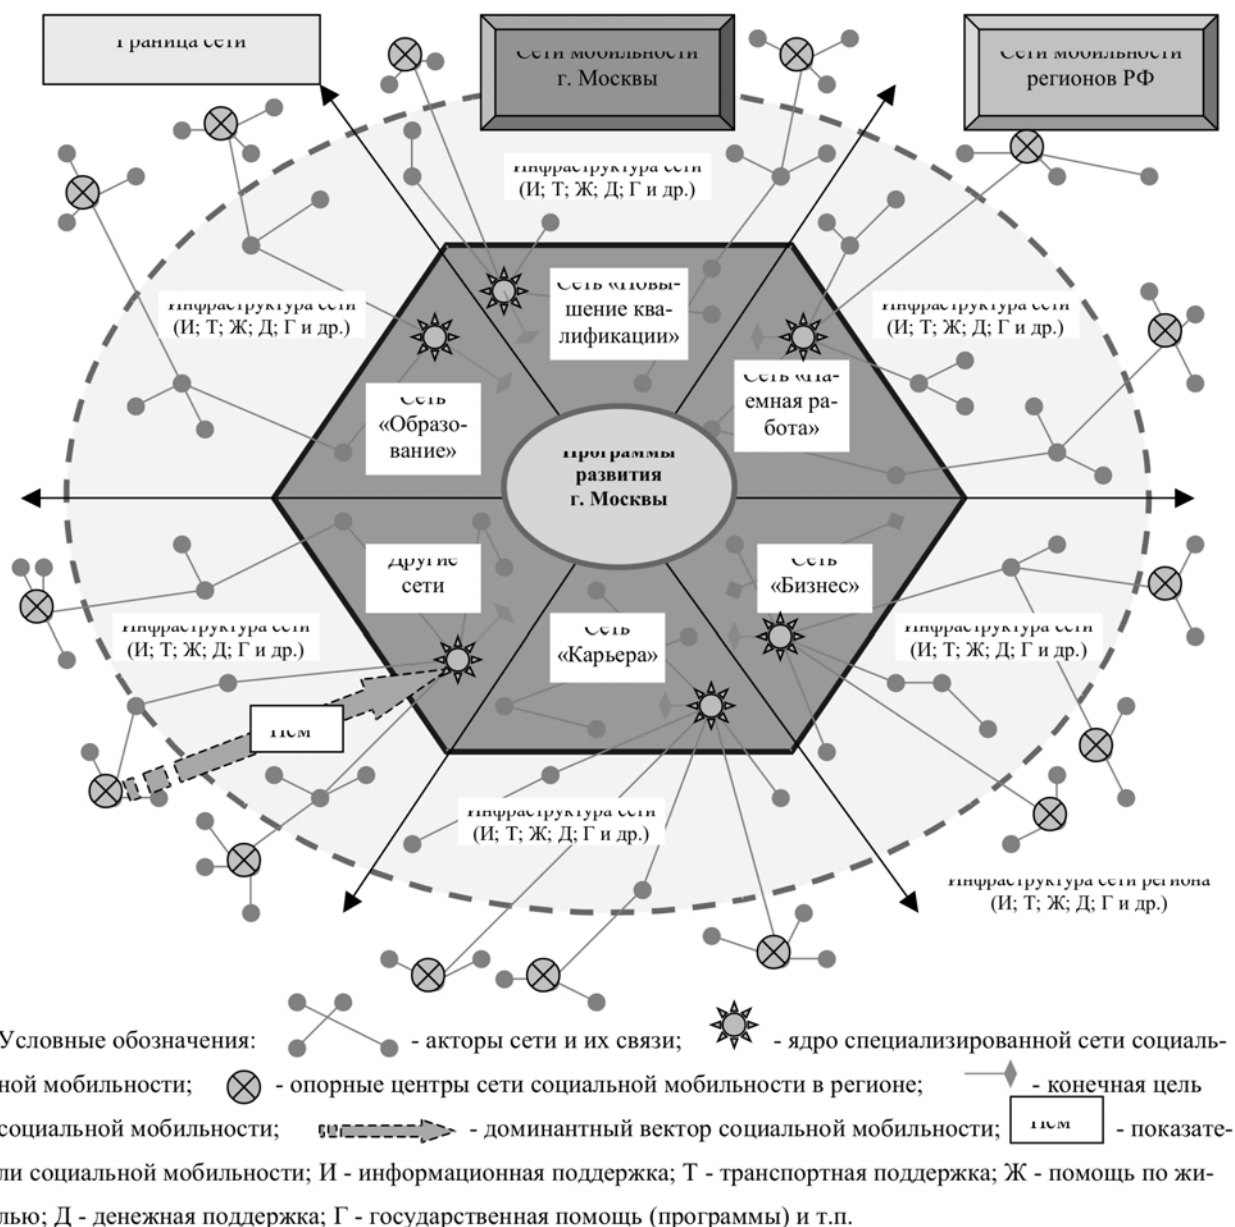 Граница сети
Сети мобильности
г. Москвы
Сети мобильности
регионов РФ
Инфраструктура сети
(И; Т; Ж; Д; Г и др.)
Инфраструктура сети
(И; Т; Ж; Д; Г и др.)
Инфраструктура сети
(И; Т; Ж; Д; Г и др.)
Сеть «Повы-
шение ква-
лификации»
Сеть
«Образо-
вание»
Сеть «На-
емная ра-
бота»
Программы
развития
г. Москвы
Другие
сети
Сеть
«Бизнес»
Сеть
«Карьера»
Инфраструктура сети
(И; Т; Ж; Д; Г и др.)
Инфраструктура сети
(И; Т; Ж; Д; Г и др.)
Псм
Инфраструктура сети
(И; Т; Ж; Д; Г и др.)
Инфраструктура сети региона
(И; Т; Ж; Д; Г и др.)
Условные обозначения: - акторы сети и их связи; - ядро специализированной сети социаль-
ной мобильности; - опорные центры сети социальной мобильности в регионе; - конечная цель
социальной мобильности; - доминантный вектор социальной мобильности; Псм - показате-
ли социальной мобильности; И - информационная поддержка; Т - транспортная поддержка; Ж - помощь по жи-
лью; Д - денежная поддержка; Г - государственная помощь (программы) и т.п.